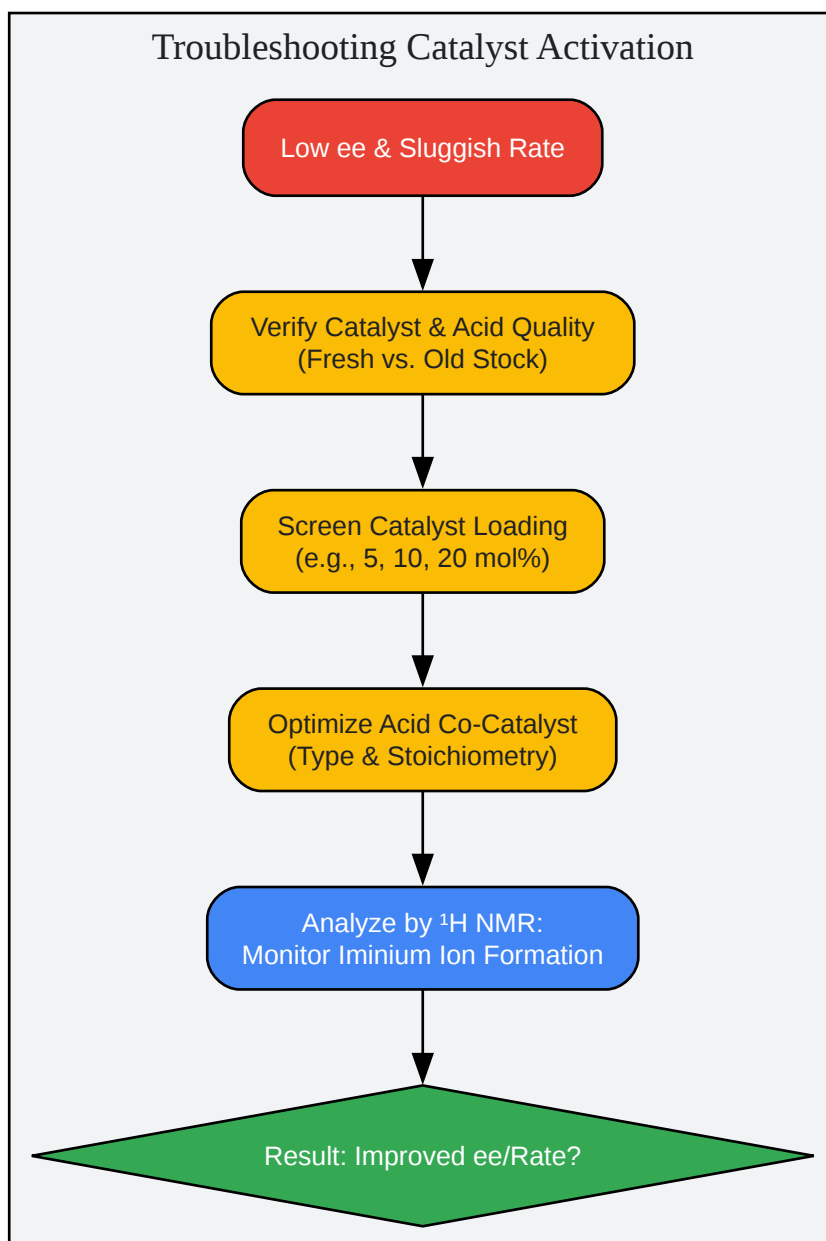 Troubleshooting Catalyst Activation
Low ee & Sluggish Rate
Verify Catalyst & Acid Quality
(Fresh vs. Old Stock)
Screen Catalyst Loading
(e.g., 5, 10, 20 mol%)
Optimize Acid Co-Catalyst
(Type & Stoichiometry)
Analyze by ¹H NMR:
Monitor Iminium Ion Formation
Result: Improved ee/Rate?